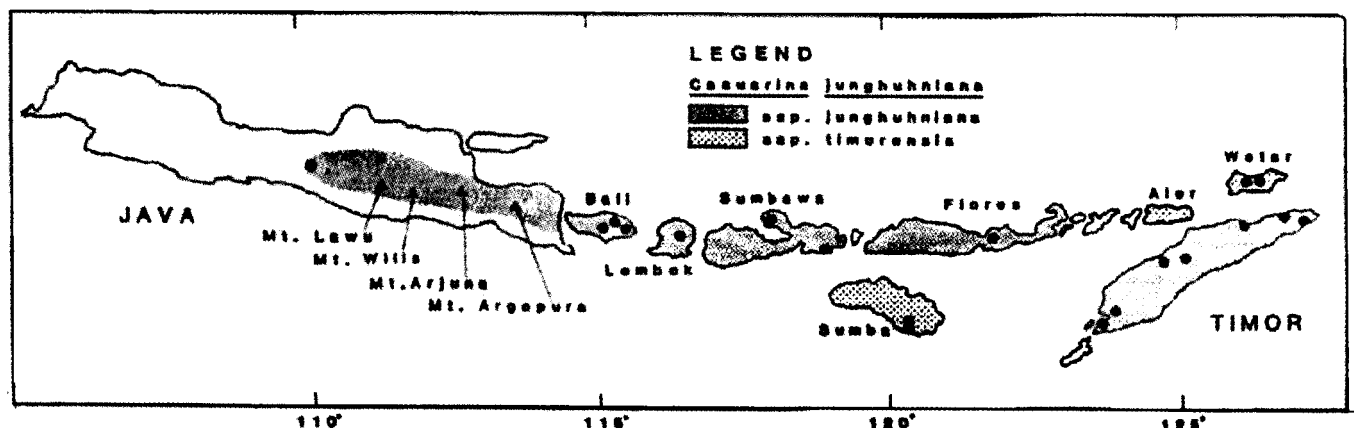 LEGEND
Casuarina junghuhniana
ssp. junghuhniana
ssp. timorensis
Wetar
Alor
Flores
Sumbawa
Bali
JAVA
Mt. Lawu
Mt. Wilis
Mt. Arjuna
Mt. Argopura
Lombok
Sumba
TIMOR
110° 115° 120° 125°